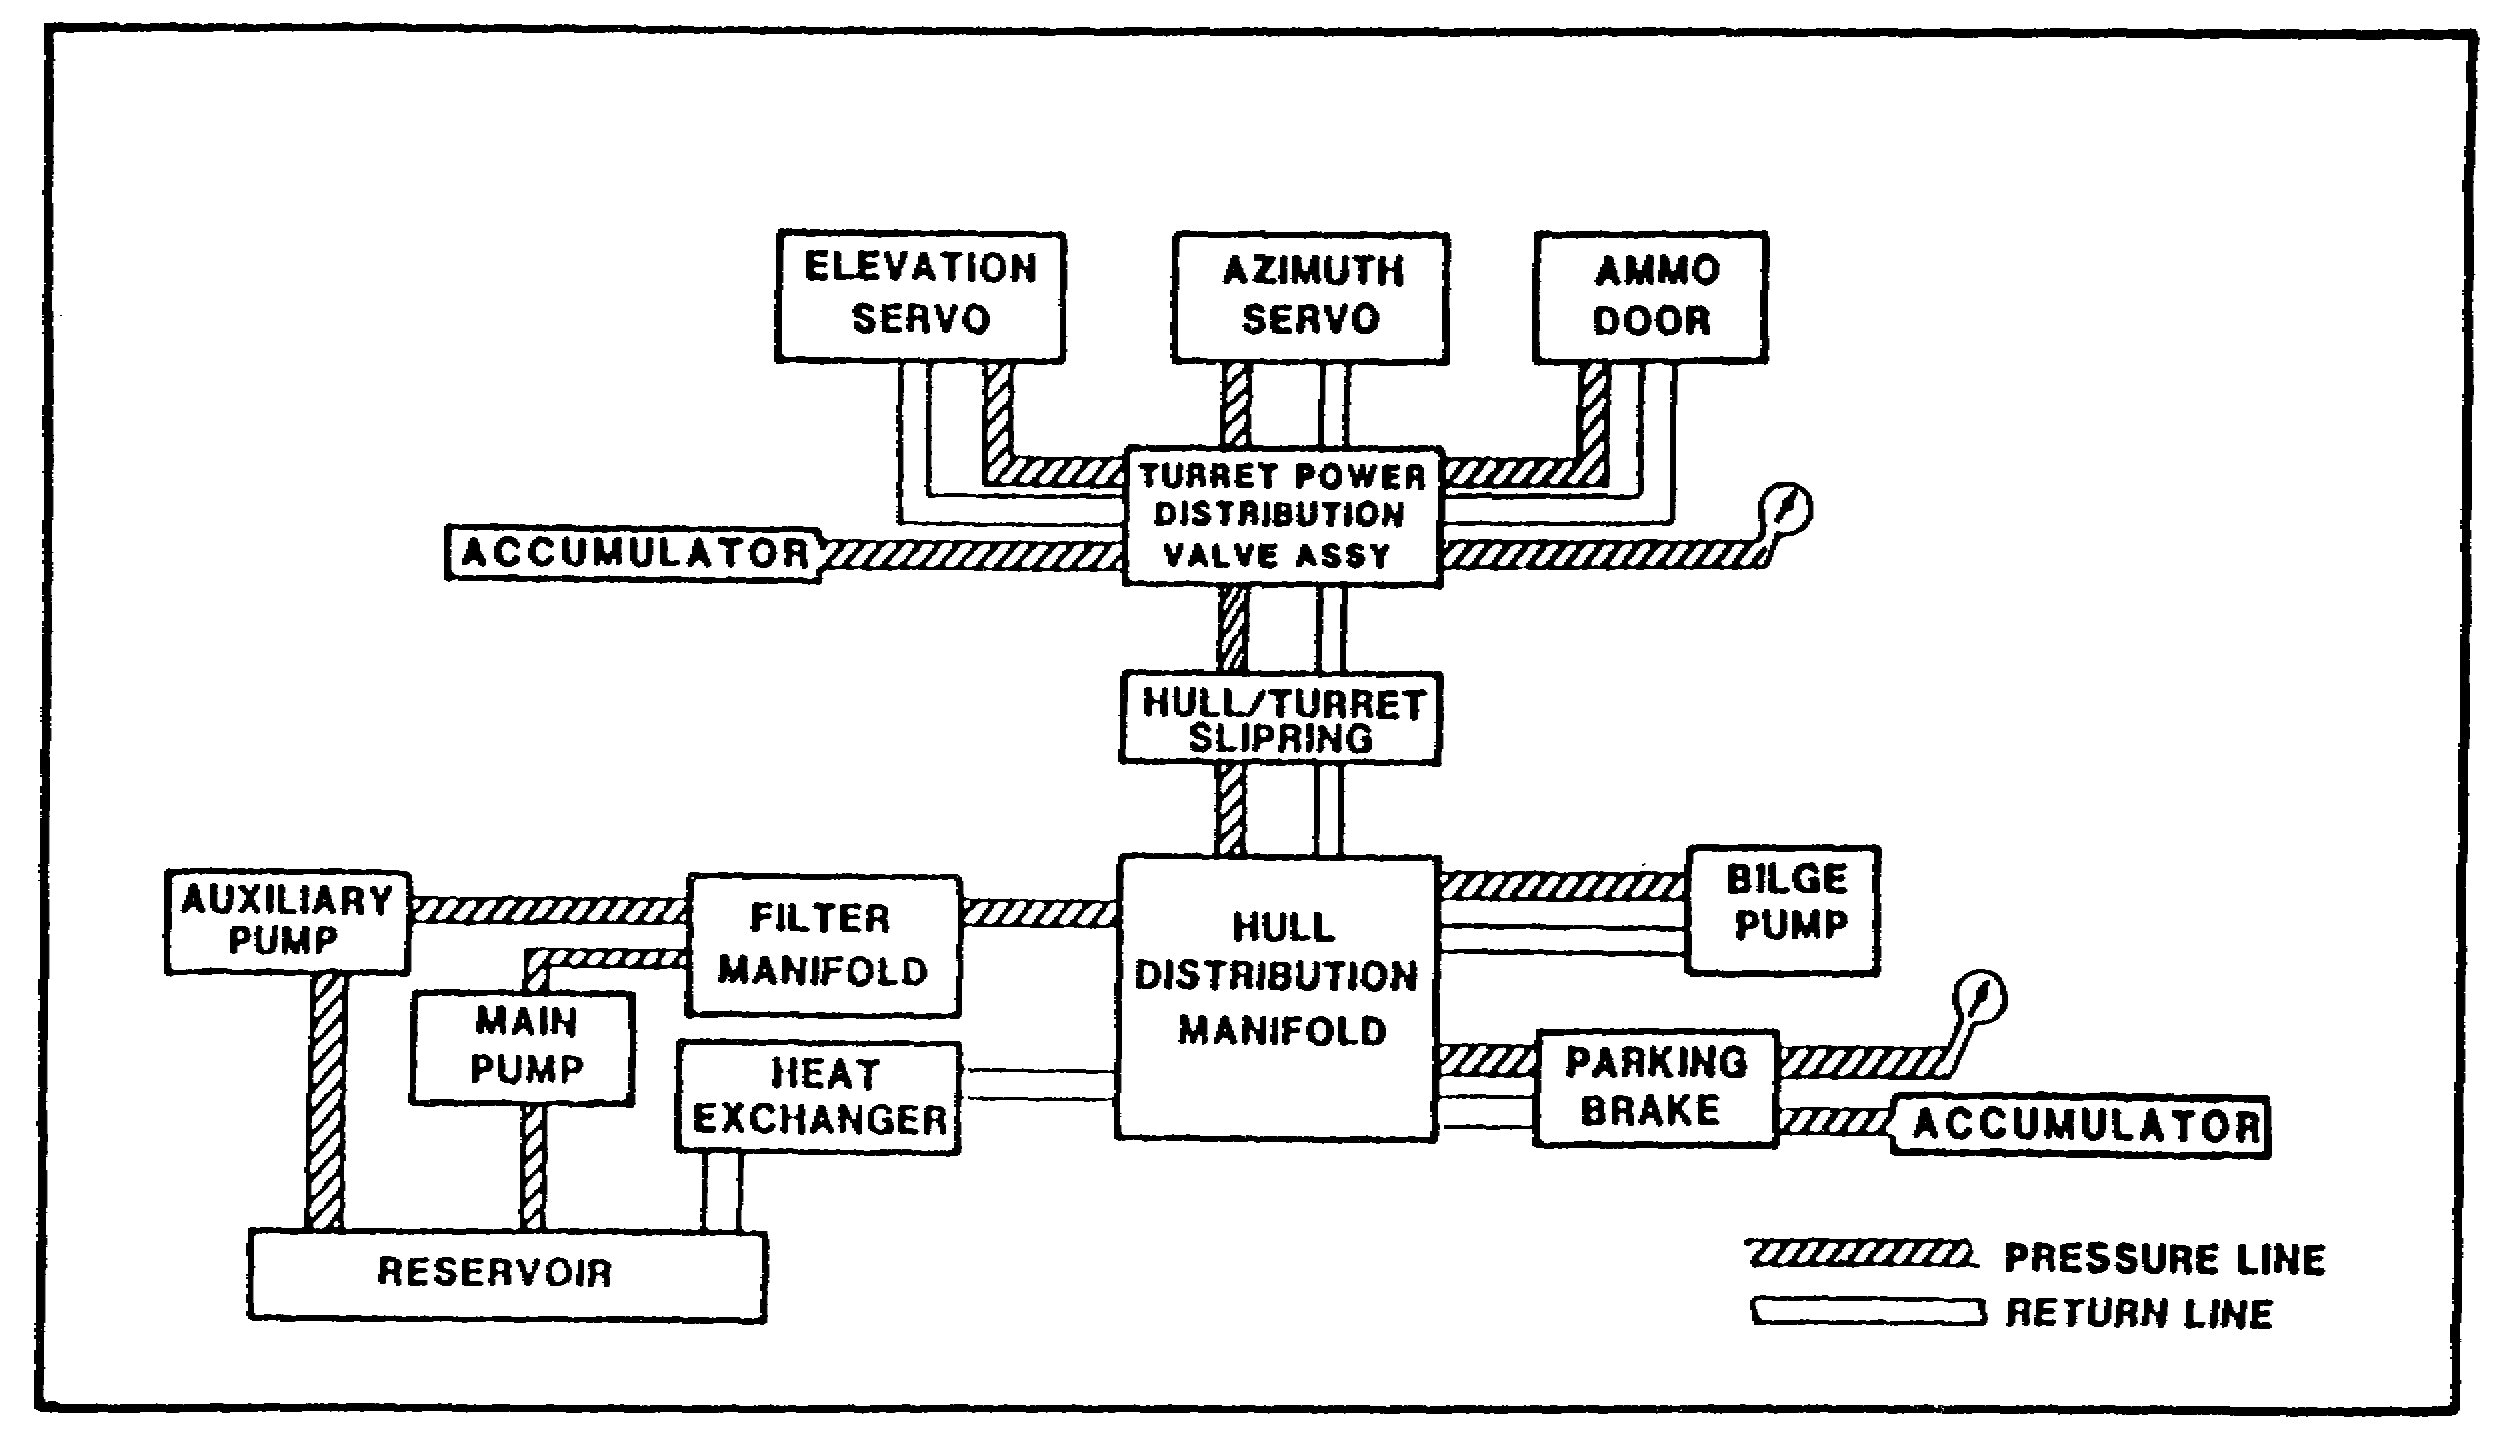 ELEVATION
SERVO
AZIMUTH
SERVO
AMMO
DOOR
TURRET POWER
DISTRIBUTION
VALVE ASSY
ACCUMULATOR
HULL/TURRET
SLIPRING
AUXILIARY
PUMP
FILTER
MANIFOLD
HULL
DISTRIBUTION
MANIFOLD
BILGE
PUMP
MAIN
PUMP
HEAT
EXCHANGER
PARKING
BRAKE
ACCUMULATOR
RESERVOIR
PRESSURE LINE
RETURN LINE